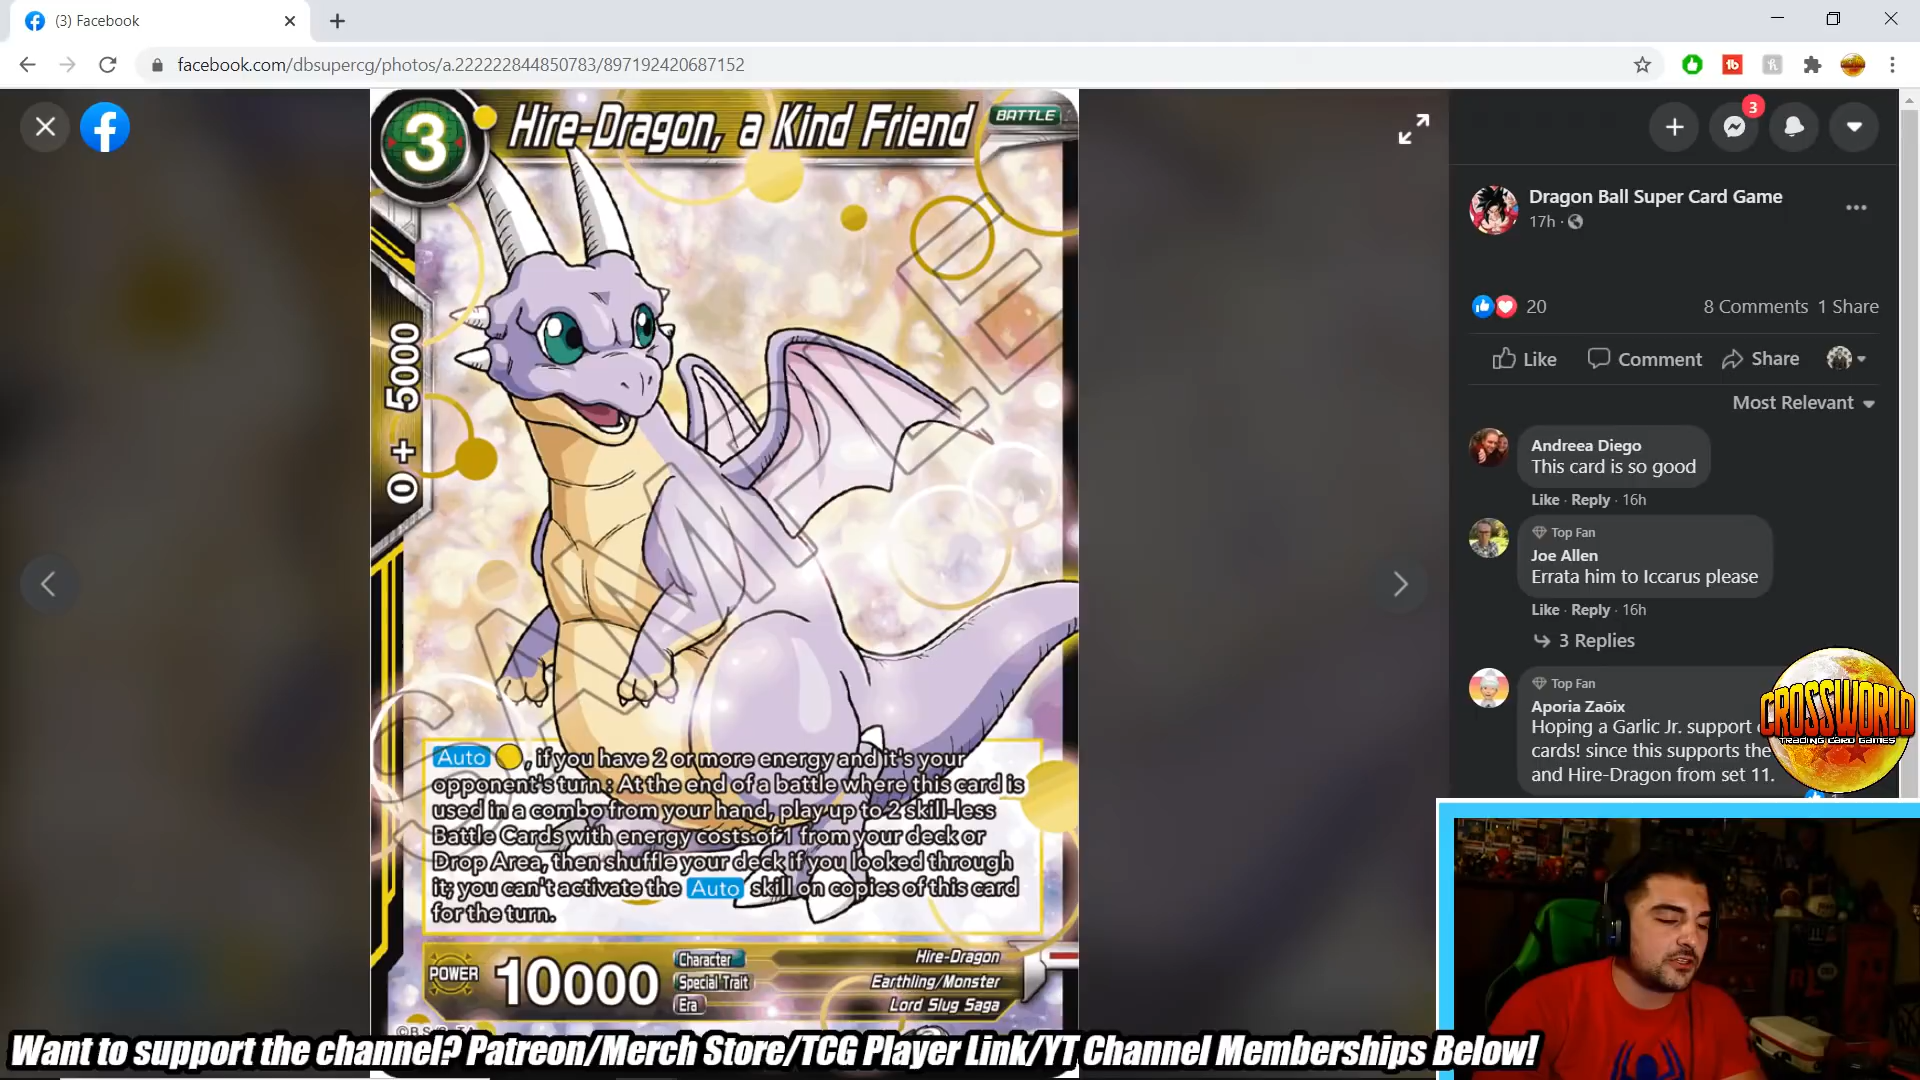 (3) Facebook
facebook.com/dbsupercg/photos/a.222222844850783/897192420687152
3
Hire-Dragon, a Kind Friend
BATTLE
0 + 5000
SAMPLE
Auto , if you have 2 or more energy and it's your
opponent's turn : At the end of a battle where this card is
used in a combo from your hand, play up to 2 skill-less
Battle Cards with energy costs of 1 from your deck or
Drop Area, then shuffle your deck if you looked through
it; you can't activate the Auto skill on copies of this card
for the turn.
POWER
10000
Character Hire-Dragon
Special Trait Earthling/Monster
Era Lord Slug Saga
3
Dragon Ball Super Card Game
17h ·
20 8 Comments 1 Share
Like Comment Share
Most Relevant
Andreea Diego
This card is so good
Like · Reply · 16h
Top Fan
Joe Allen
Errata him to Iccarus please
Like · Reply · 16h
3 Replies
Top Fan
Aporia Zaōix
Hoping a Garlic Jr. support
cards! since this supports the
and Hire-Dragon from set 11.
CROSSWORLD
TRADING CARD GAMES
Want to support the channel? Patreon/Merch Store/TCG Player Link/YT Channel Memberships Below!